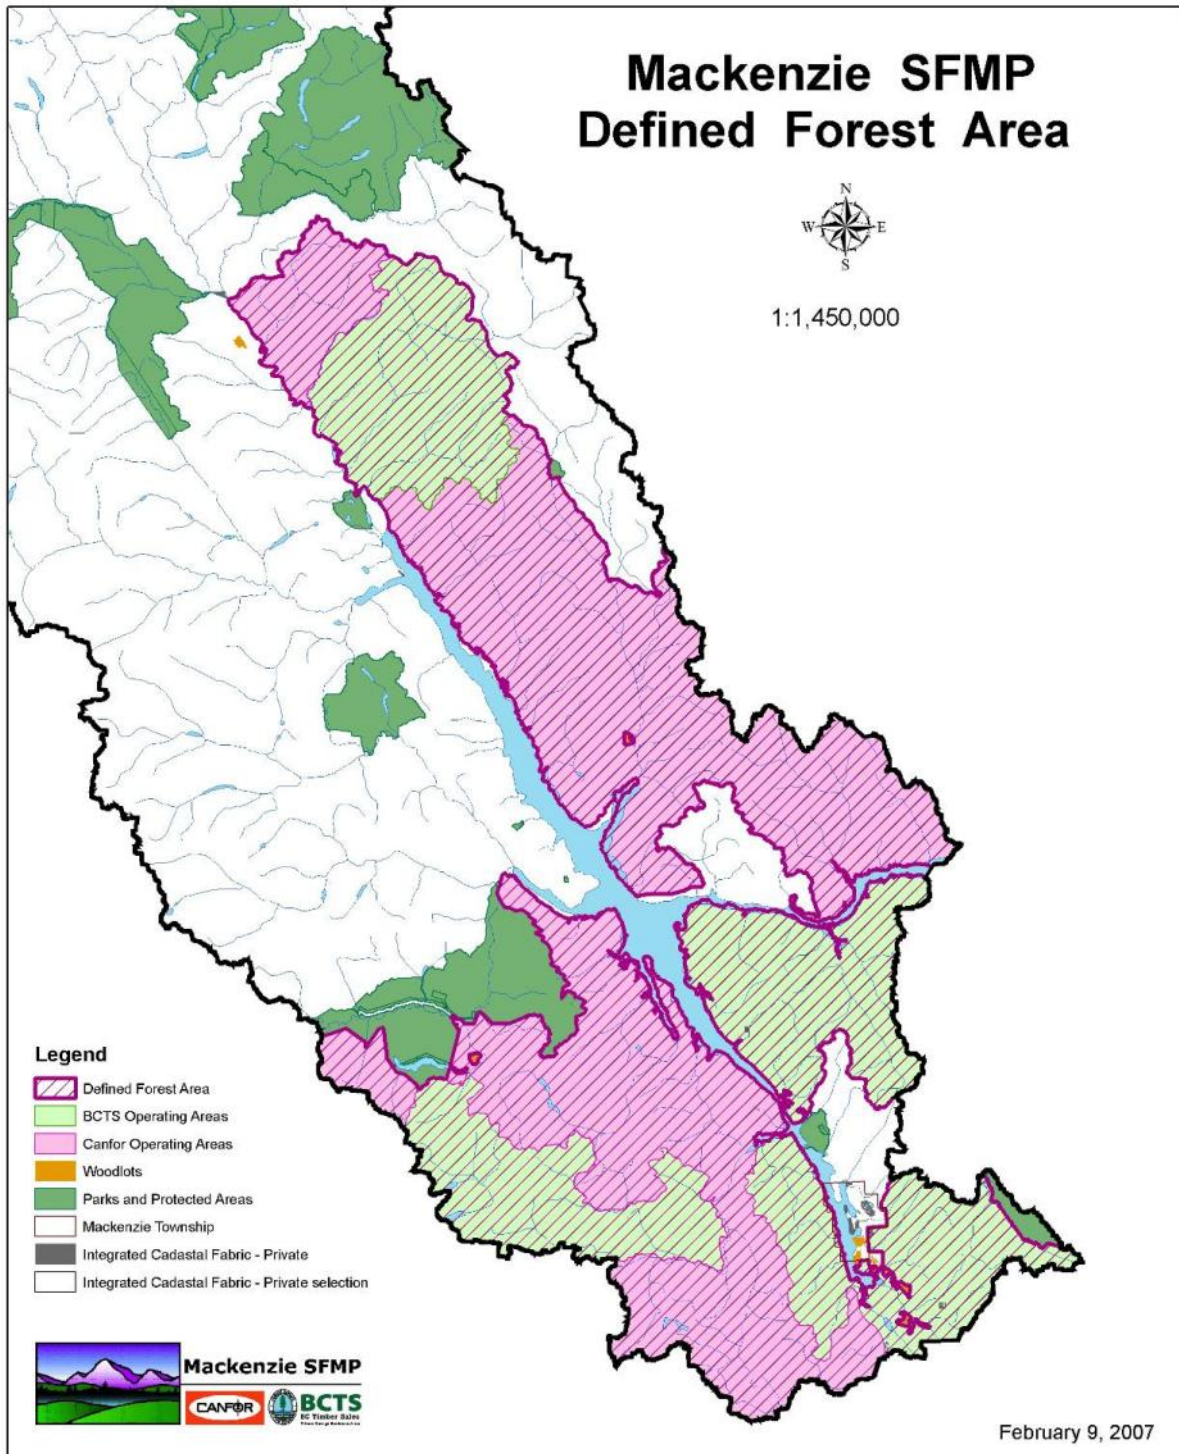 Mackenzie SFMP
Defined Forest Area
N
W E
S
1:1,450,000
Legend
Defined Forest Area
BCTS Operating Areas
Canfor Operating Areas
Woodlots
Parks and Protected Areas
Mackenzie Township
Integrated Cadastal Fabric - Private
Integrated Cadastal Fabric - Private selection
Mackenzie SFMP
CANFOR
BCTS
BC Timber Sales
February 9, 2007